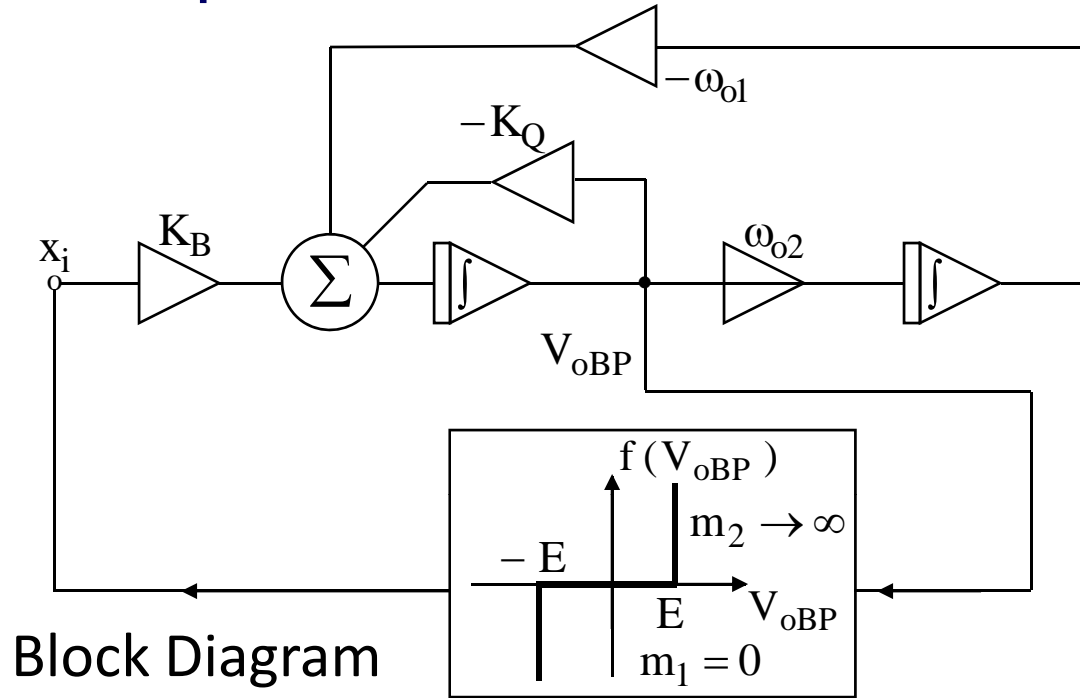 −ω_o1
−K_Q
K_B
x_i
Σ
∫
ω_o2
∫
V_oBP
f (V_oBP )
m_2 → ∞
− E
E
V_oBP
m_1 = 0
Block Diagram